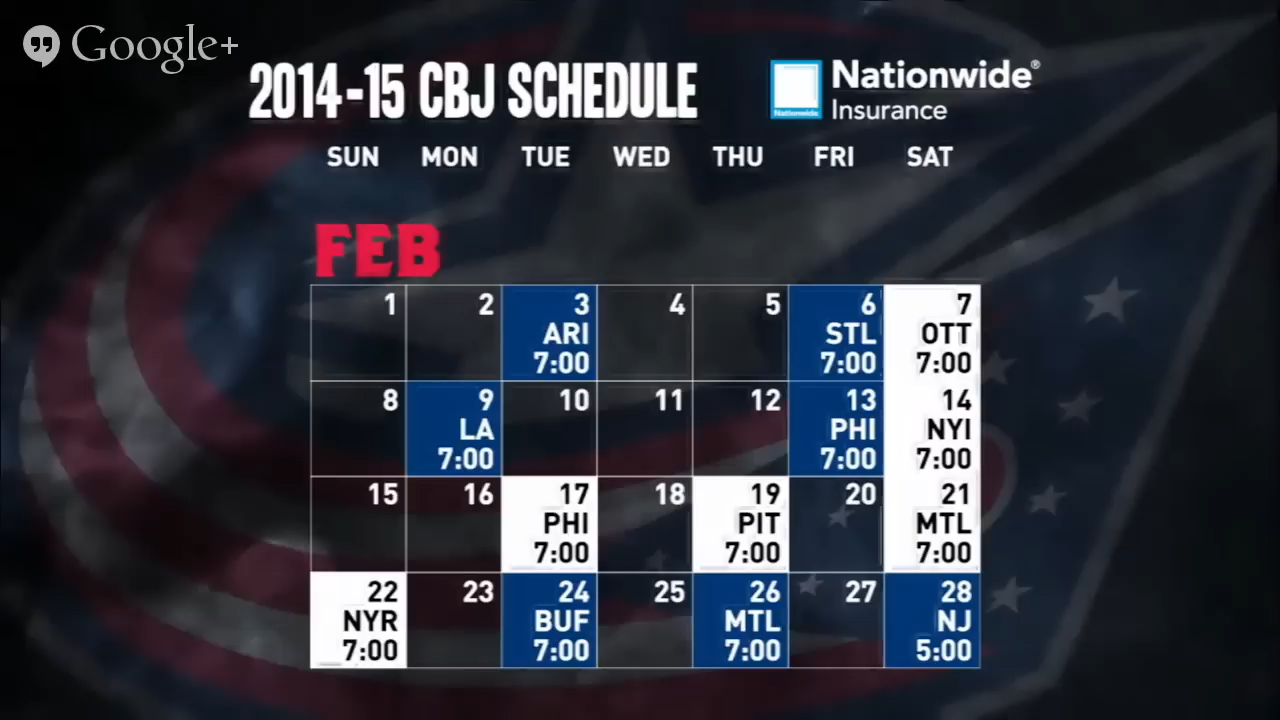 Google+
2014-15 CBJ SCHEDULE
Nationwide®
Nationwide
Insurance
SUN MON TUE WED THU FRI SAT
FEB
1 2 3 4 5 6 7
ARI STL OTT
7:00 7:00 7:00
8 9 10 11 12 13 14
LA PHI NYI
7:00 7:00 7:00
15 16 17 18 19 20 21
PHI PIT MTL
7:00 7:00 7:00
22 23 24 25 26 27 28
NYR BUF MTL NJ
7:00 7:00 7:00 5:00